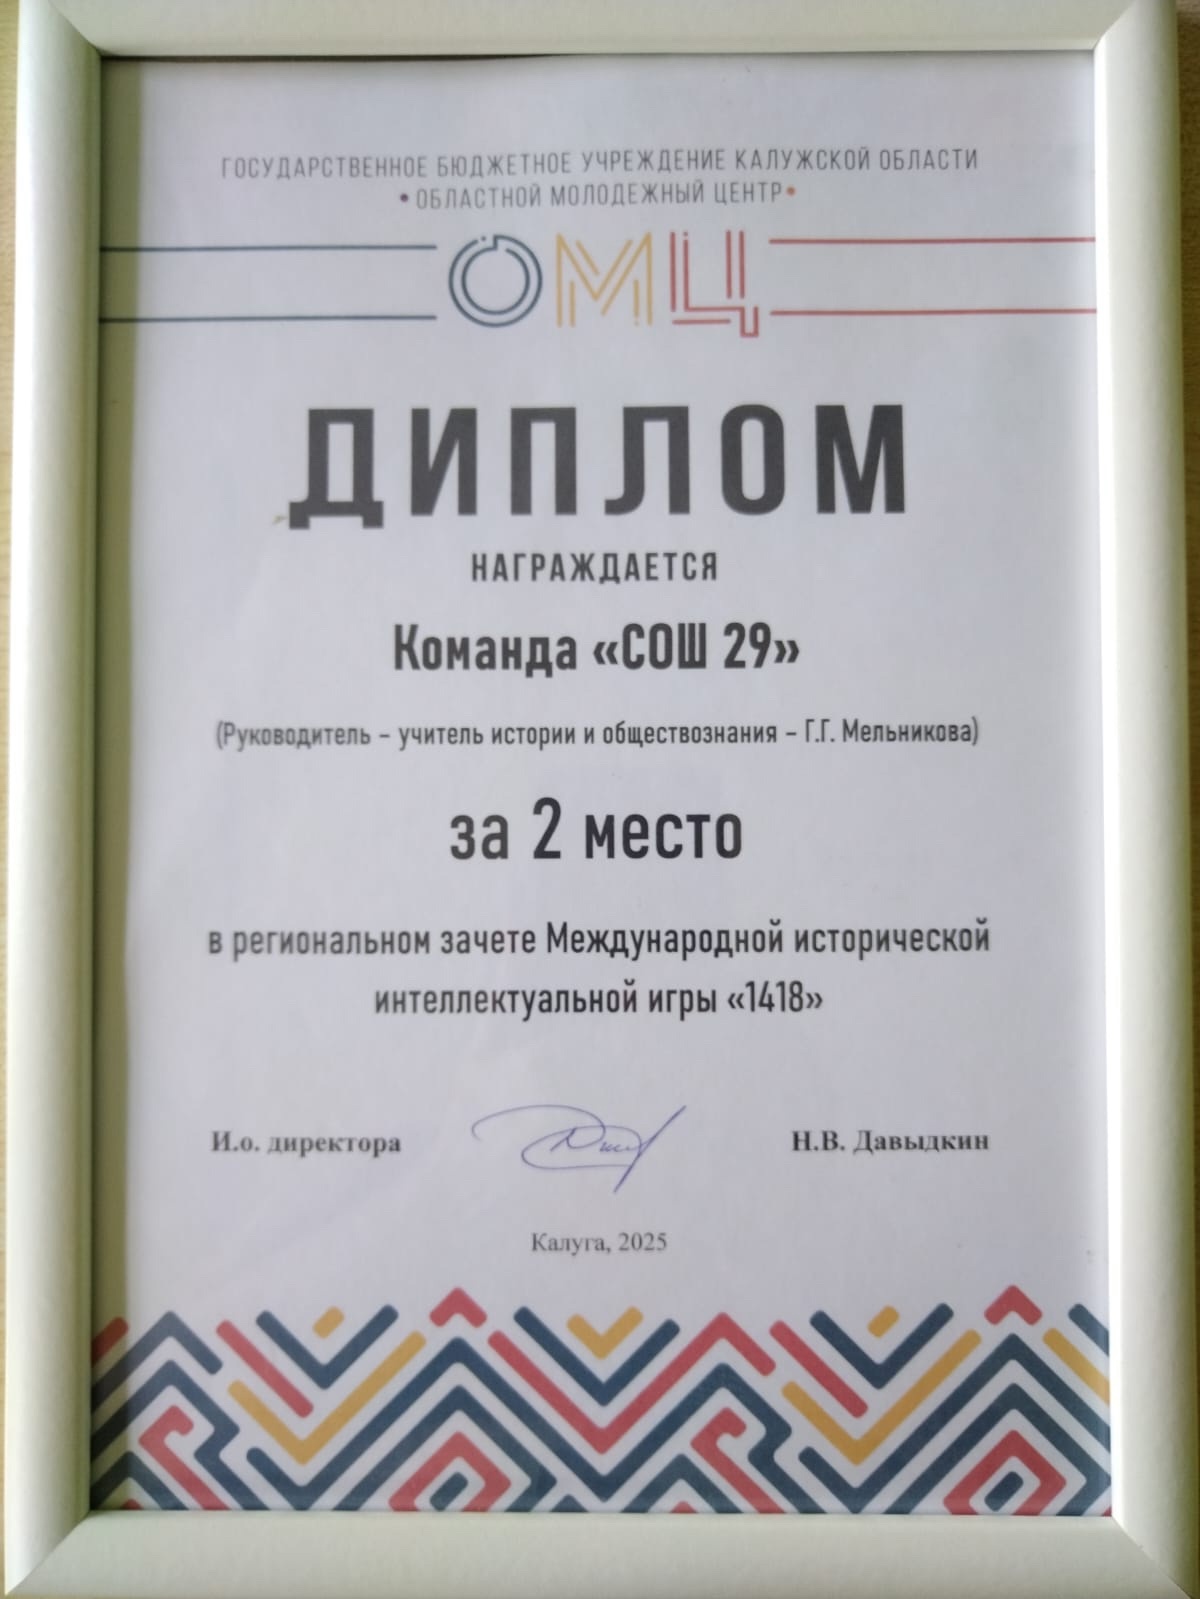 ГОСУДАРСТВЕННОЕ БЮДЖЕТНОЕ УЧРЕЖДЕНИЕ КАЛУЖСКОЙ ОБЛАСТИ
•ОБЛАСТНОЙ МОЛОДЕЖНЫЙ ЦЕНТР•
ОМЦ
ДИПЛОМ
НАГРАЖДАЕТСЯ
Команда «СОШ 29»
(Руководитель – учитель истории и обществознания – Г.Г. Мельникова)
за 2 место
в региональном зачете Международной исторической
интеллектуальной игры «1418»
И.о. директора Н.В. Давыдкин
Калуга, 2025